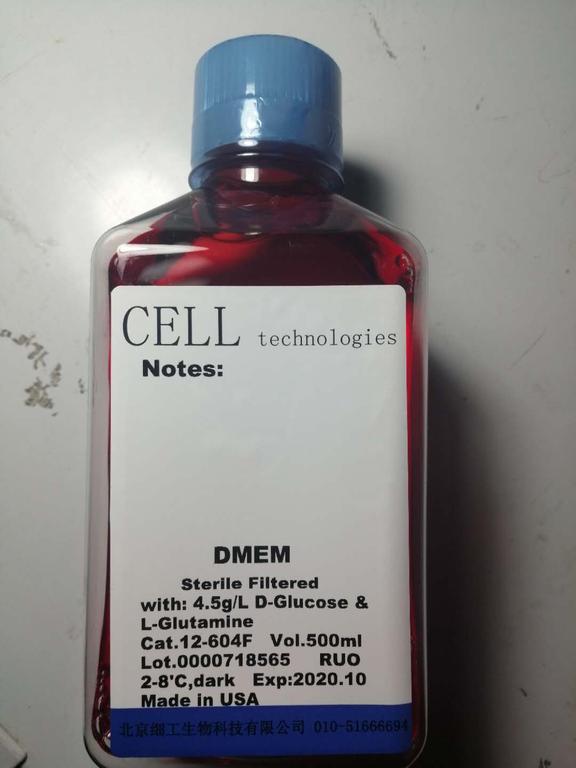 CELL technologies
Notes:
DMEM
Sterile Filtered
with: 4.5g/L D-Glucose &
L-Glutamine
Cat.12-604F Vol.500ml
Lot.0000718565 RUO
2-8'C,dark Exp:2020.10
Made in USA
北京细工生物科技有限公司 010-51666694